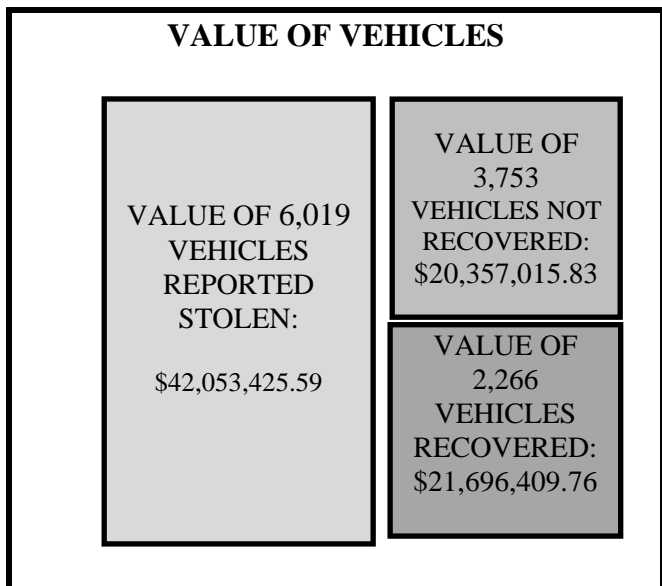 VALUE OF VEHICLES
VALUE OF 6,019
VEHICLES
REPORTED
STOLEN:
$42,053,425.59
VALUE OF
3,753
VEHICLES NOT
RECOVERED:
$20,357,015.83
VALUE OF
2,266
VEHICLES
RECOVERED:
$21,696,409.76